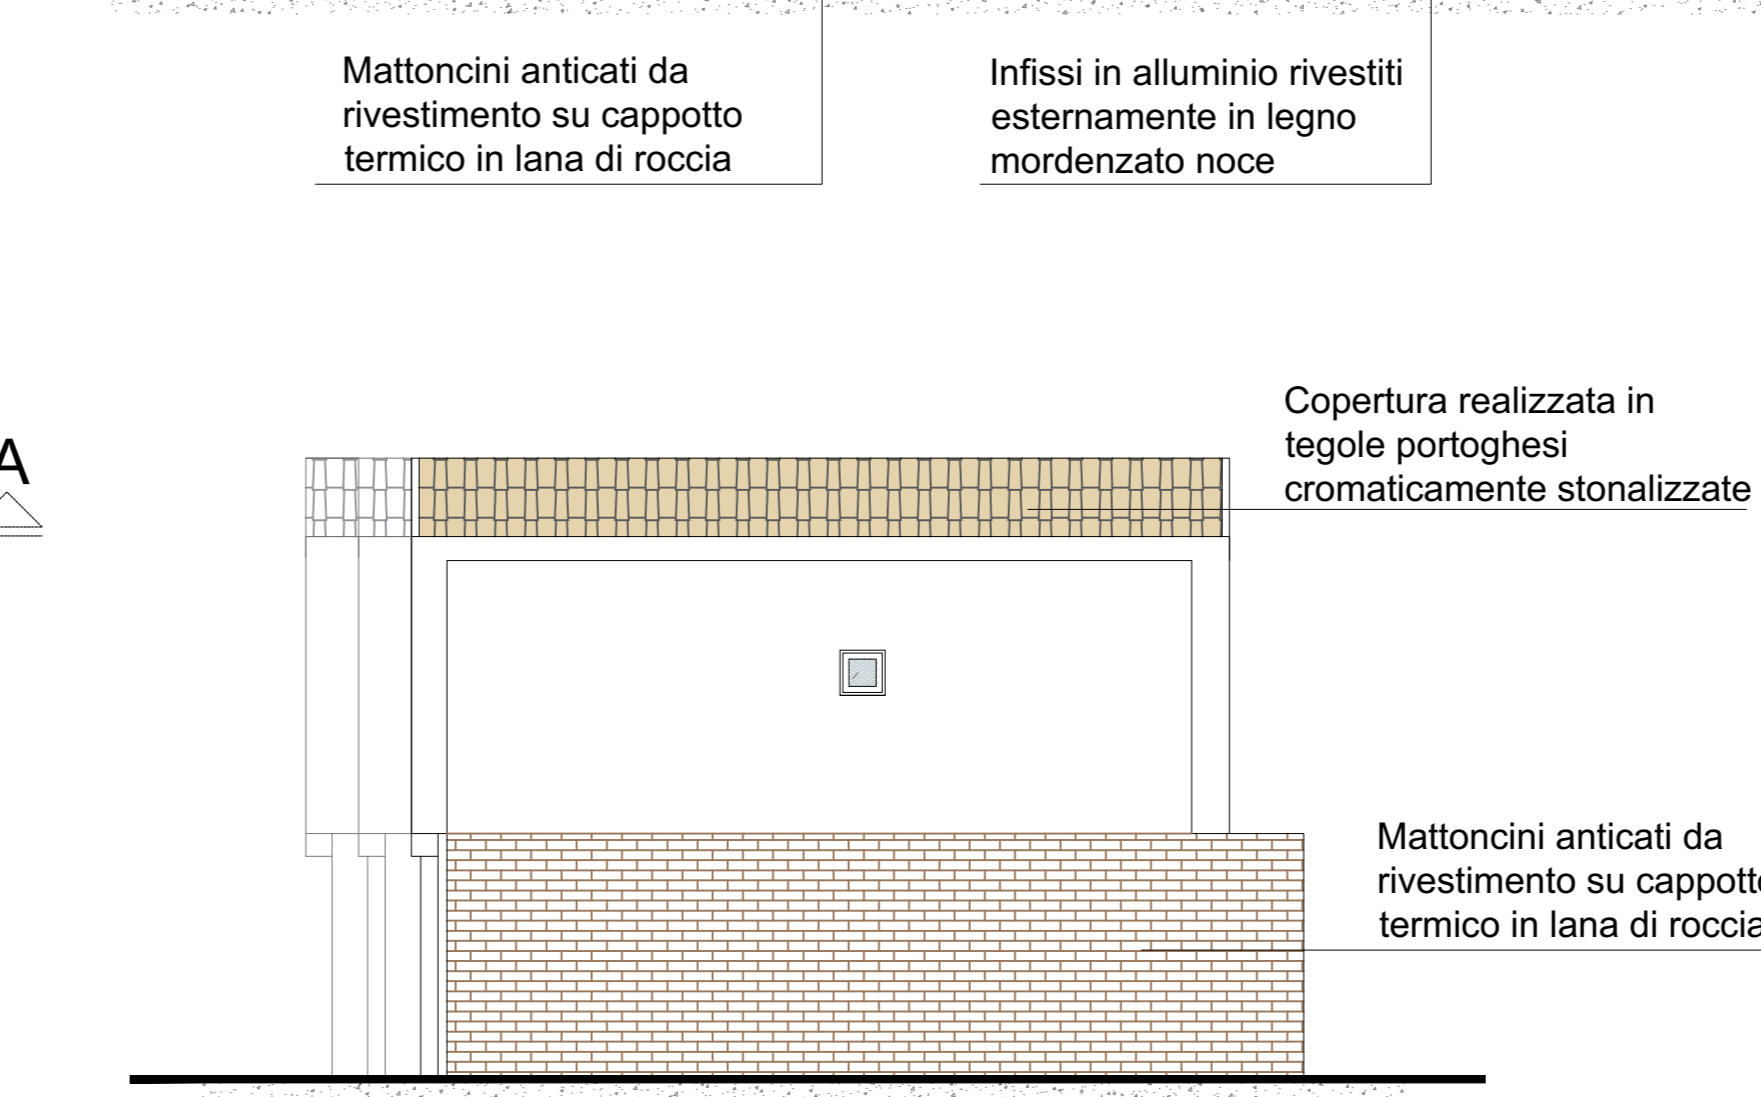 Mattoncini anticati da
rivestimento su cappotto
termico in lana di roccia
Infissi in alluminio rivestiti
esternamente in legno
mordenzato noce
A
Copertura realizzata in
tegole portoghesi
cromaticamente stonalizzate
Mattoncini anticati da
rivestimento su cappotto
termico in lana di roccia